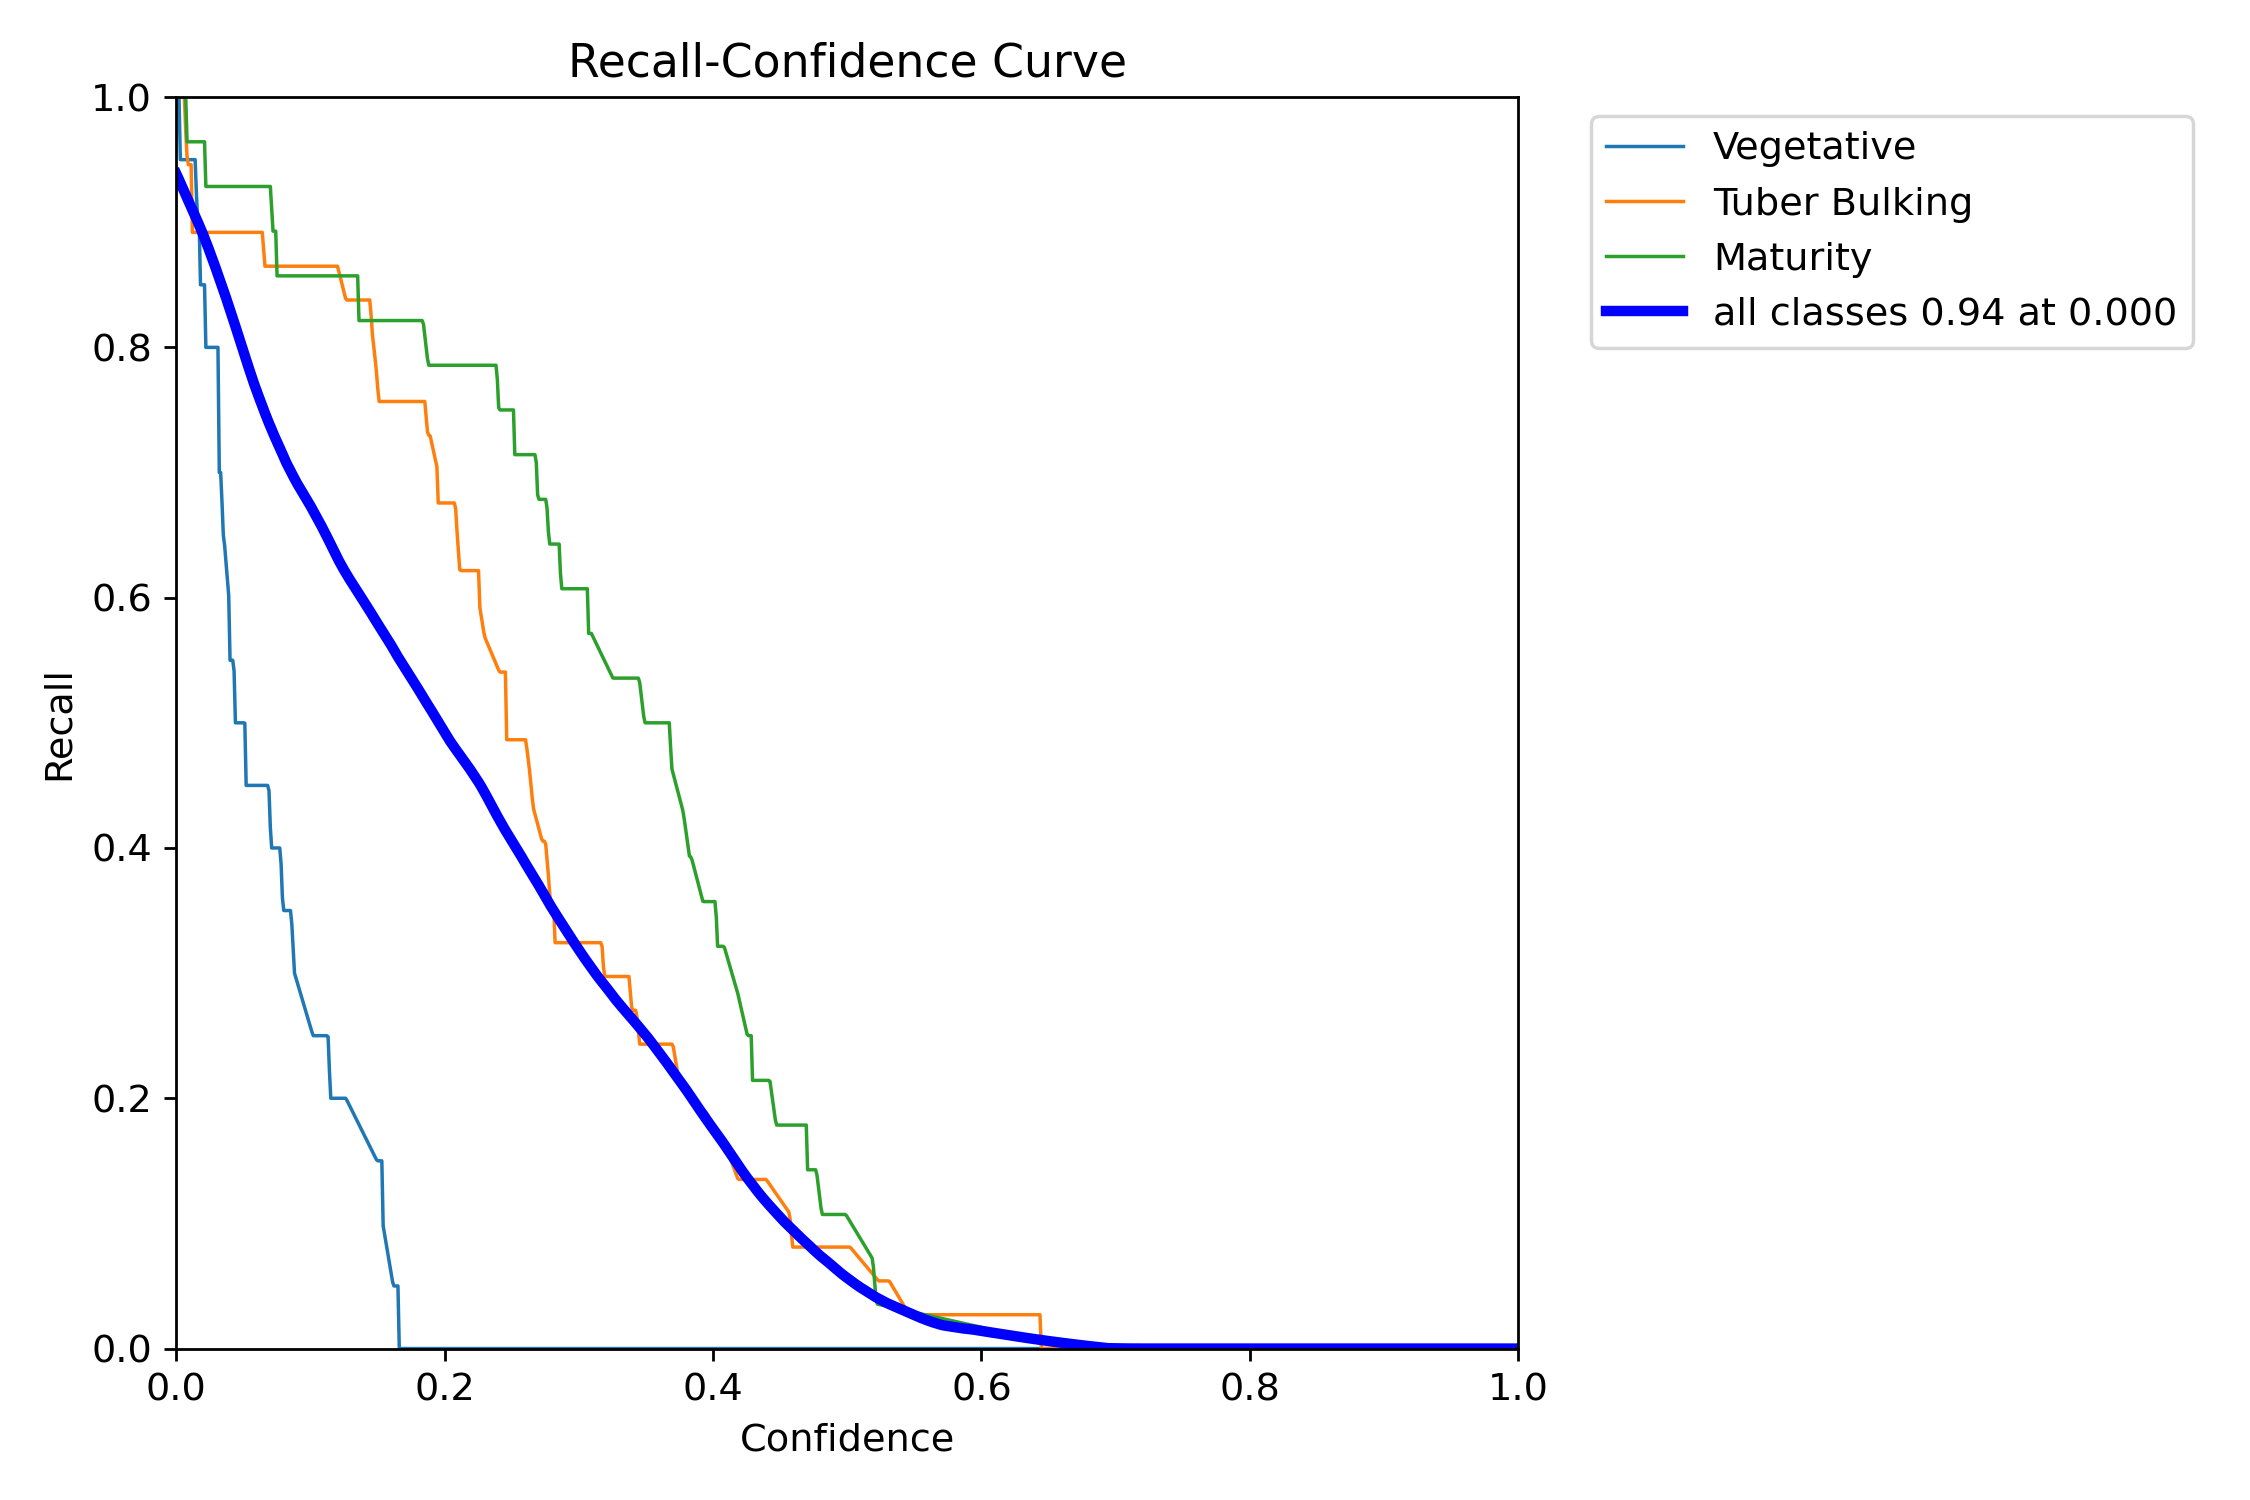 Recall-Confidence Curve
1.0
0.8
0.6
0.4
0.2
0.0
Recall
0.0 0.2 0.4 0.6 0.8 1.0
Confidence
Vegetative
Tuber Bulking
Maturity
all classes 0.94 at 0.000